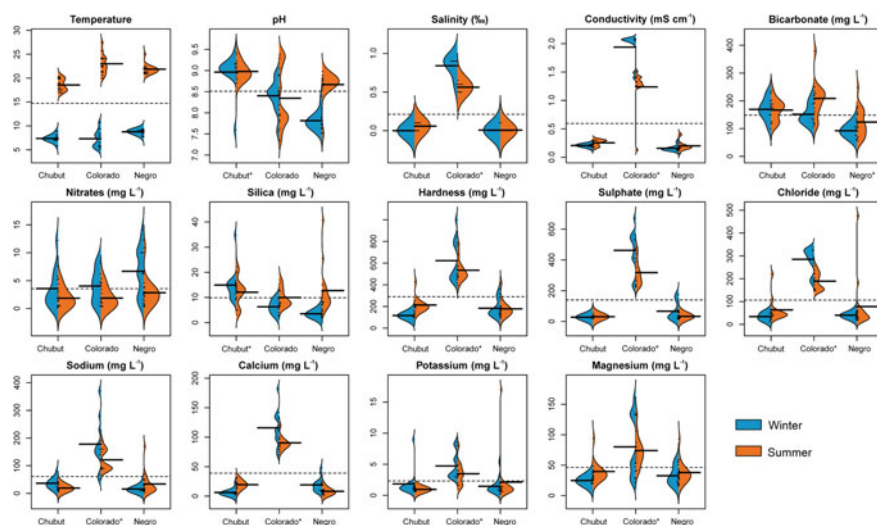 Temperature
30
25
20
15
10
5
Chubut Colorado Negro
pH
9.5
9.0
8.5
8.0
7.5
7.0
Chubut* Colorado Negro
Salinity (‰)
1.0
0.5
0.0
Chubut Colorado* Negro
Conductivity (mS cm⁻¹)
2.0
1.5
1.0
0.5
0.0
Chubut Colorado* Negro
Bicarbonate (mg L⁻¹)
400
300
200
100
0
Chubut Colorado Negro*
Nitrates (mg L⁻¹)
15
10
5
0
Chubut Colorado Negro
Silica (mg L⁻¹)
40
30
20
10
0
Chubut* Colorado Negro
Hardness (mg L⁻¹)
1000
800
600
400
200
0
Chubut Colorado* Negro
Sulphate (mg L⁻¹)
600
400
200
0
Chubut Colorado* Negro
Chloride (mg L⁻¹)
500
400
300
200
100
0
Chubut Colorado* Negro
Sodium (mg L⁻¹)
400
300
200
100
0
Chubut Colorado* Negro
Calcium (mg L⁻¹)
200
150
100
50
0
Chubut Colorado* Negro
Potassium (mg L⁻¹)
15
10
5
0
Chubut Colorado* Negro
Magnesium (mg L⁻¹)
150
100
50
0
Chubut Colorado* Negro
Winter
Summer